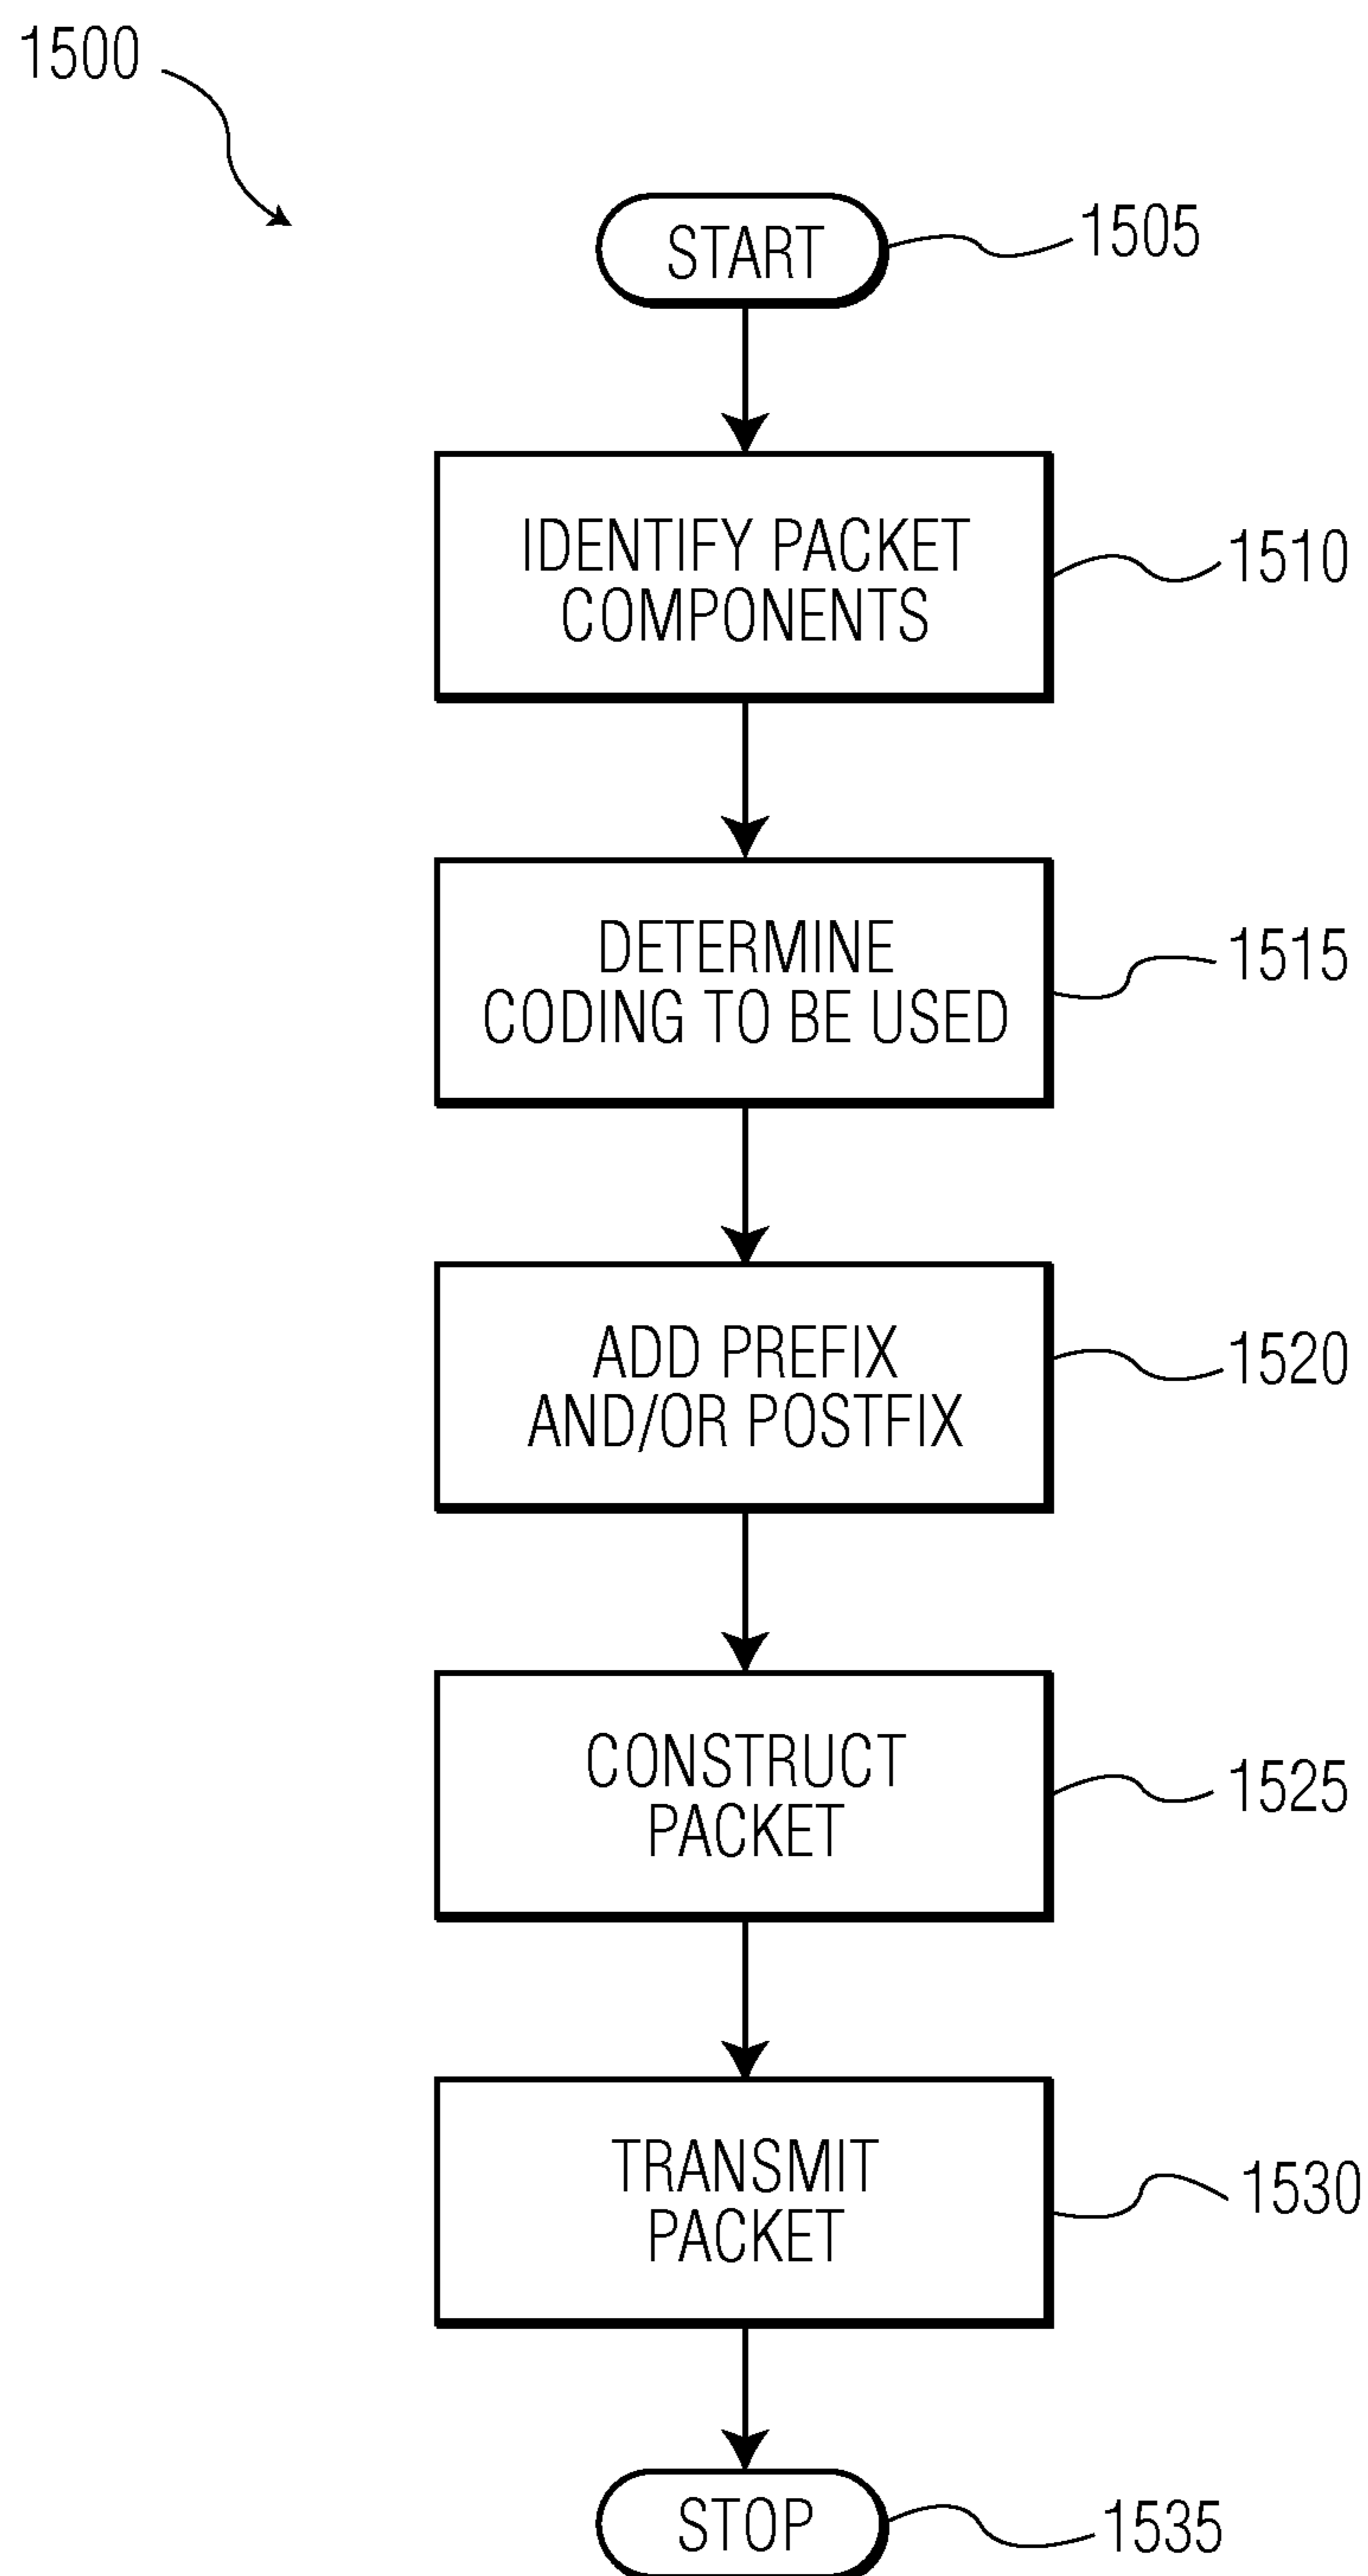 1500
START
1505
IDENTIFY PACKET
COMPONENTS
1510
DETERMINE
CODING TO BE USED
1515
ADD PREFIX
AND/OR POSTFIX
1520
CONSTRUCT
PACKET
1525
TRANSMIT
PACKET
1530
STOP
1535